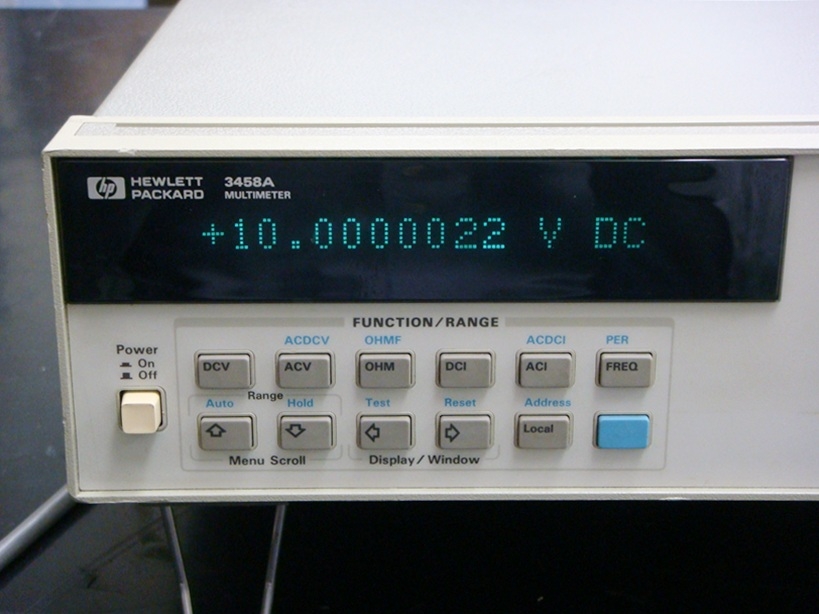 hp HEWLETT PACKARD 3458A MULTIMETER
+10.0000022 V DC
FUNCTION/RANGE
Power
On
Off
ACDCV OHMF ACDCI PER
DCV ACV OHM DCI ACI FREQ
Range
Auto Hold Test Reset Address
Local
Menu Scroll Display/Window